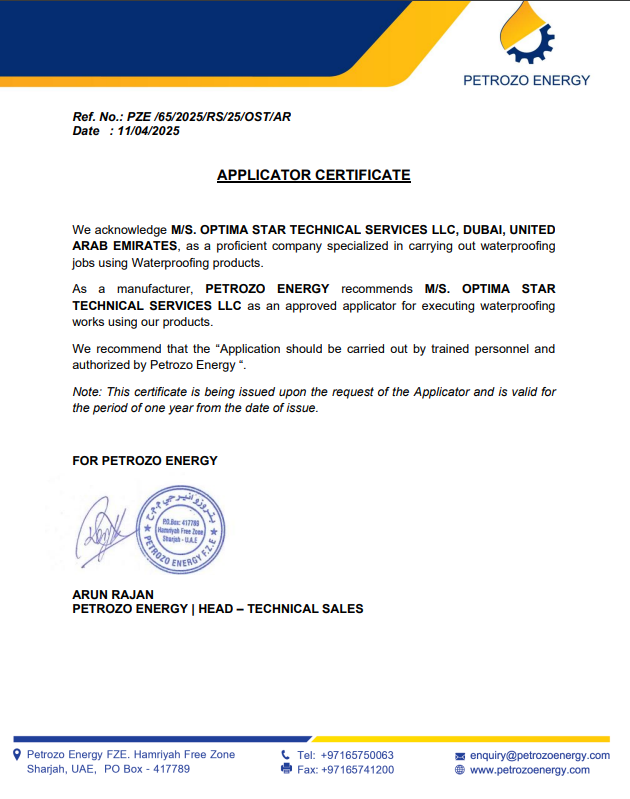 PETROZO ENERGY
Ref. No.: PZE /65/2025/RS/25/OST/AR
Date : 11/04/2025
APPLICATOR CERTIFICATE
We acknowledge M/S. OPTIMA STAR TECHNICAL SERVICES LLC, DUBAI, UNITED
ARAB EMIRATES, as a proficient company specialized in carrying out waterproofing
jobs using Waterproofing products.
As a manufacturer, PETROZO ENERGY recommends M/S. OPTIMA STAR
TECHNICAL SERVICES LLC as an approved applicator for executing waterproofing
works using our products.
We recommend that the “Application should be carried out by trained personnel and
authorized by Petrozo Energy “.
Note: This certificate is being issued upon the request of the Applicator and is valid for
the period of one year from the date of issue.
FOR PETROZO ENERGY
بتروزو انيرجي م.م.ح
P.O.Box: 417789
Hamriyah Free Zone
Sharjah - U.A.E
PETROZO ENERGY F.Z.E
ARUN RAJAN
PETROZO ENERGY | HEAD – TECHNICAL SALES
Petrozo Energy FZE. Hamriyah Free Zone
Sharjah, UAE, PO Box - 417789
Tel: +97165750063
Fax: +97165741200
enquiry@petrozoenergy.com
www.petrozoenergy.com